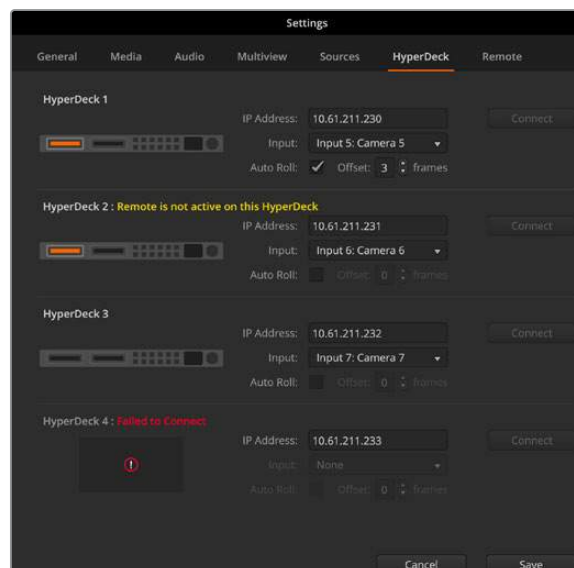 Settings
General Media Audio Multiview Sources HyperDeck Remote
HyperDeck 1
IP Address: 10.61.211.230 Connect
Input: Input 5: Camera 5
Auto Roll: Offset: 3 frames
HyperDeck 2 : Remote is not active on this HyperDeck
IP Address: 10.61.211.231 Connect
Input: Input 6: Camera 6
Auto Roll: Offset: 0 frames
HyperDeck 3
IP Address: 10.61.211.232 Connect
Input: Input 7: Camera 7
Auto Roll: Offset: 0 frames
HyperDeck 4 : Failed to Connect
IP Address: 10.61.211.233 Connect
Input: None
Auto Roll: Offset: 0 frames
Cancel Save